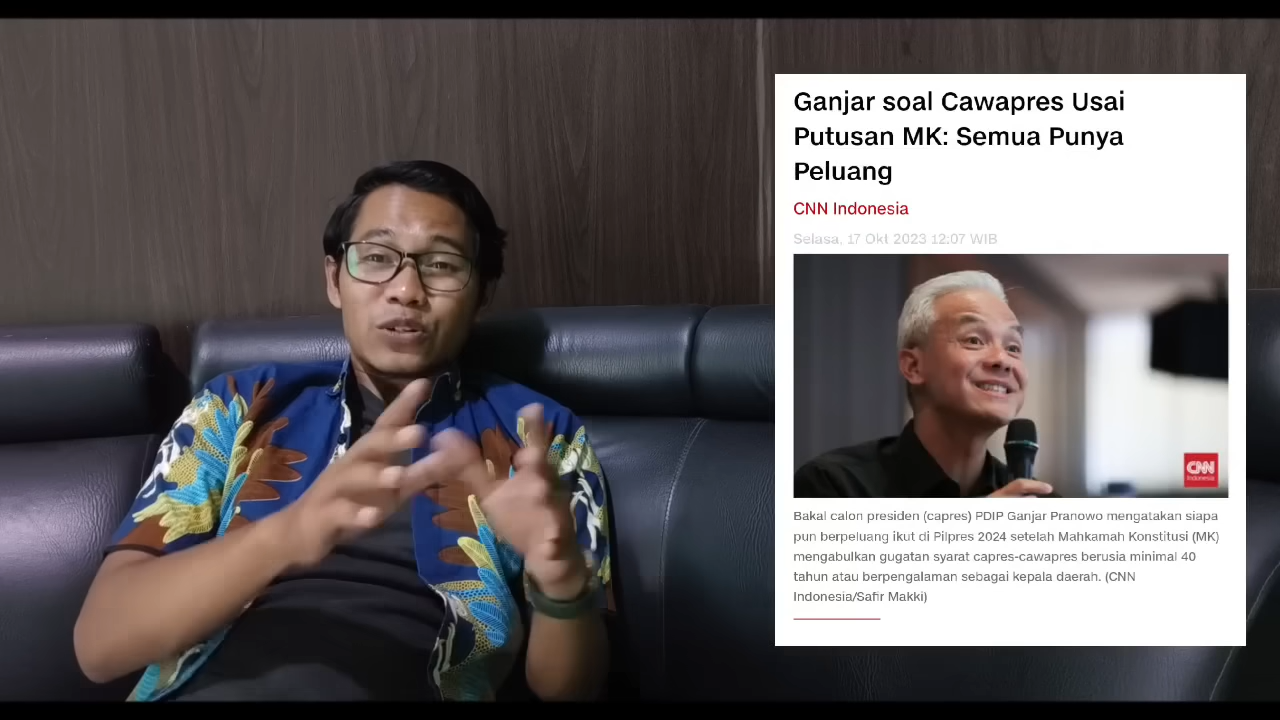 Ganjar soal Cawapres Usai
Putusan MK: Semua Punya
Peluang
CNN Indonesia
Selasa, 17 Okt 2023 12:07 WIB
CNN
Indonesia
Bakal calon presiden (capres) PDIP Ganjar Pranowo mengatakan siapa
pun berpeluang ikut di Pilpres 2024 setelah Mahkamah Konstitusi (MK)
mengabulkan gugatan syarat capres-cawapres berusia minimal 40
tahun atau berpengalaman sebagai kepala daerah. (CNN
Indonesia/Safir Makki)